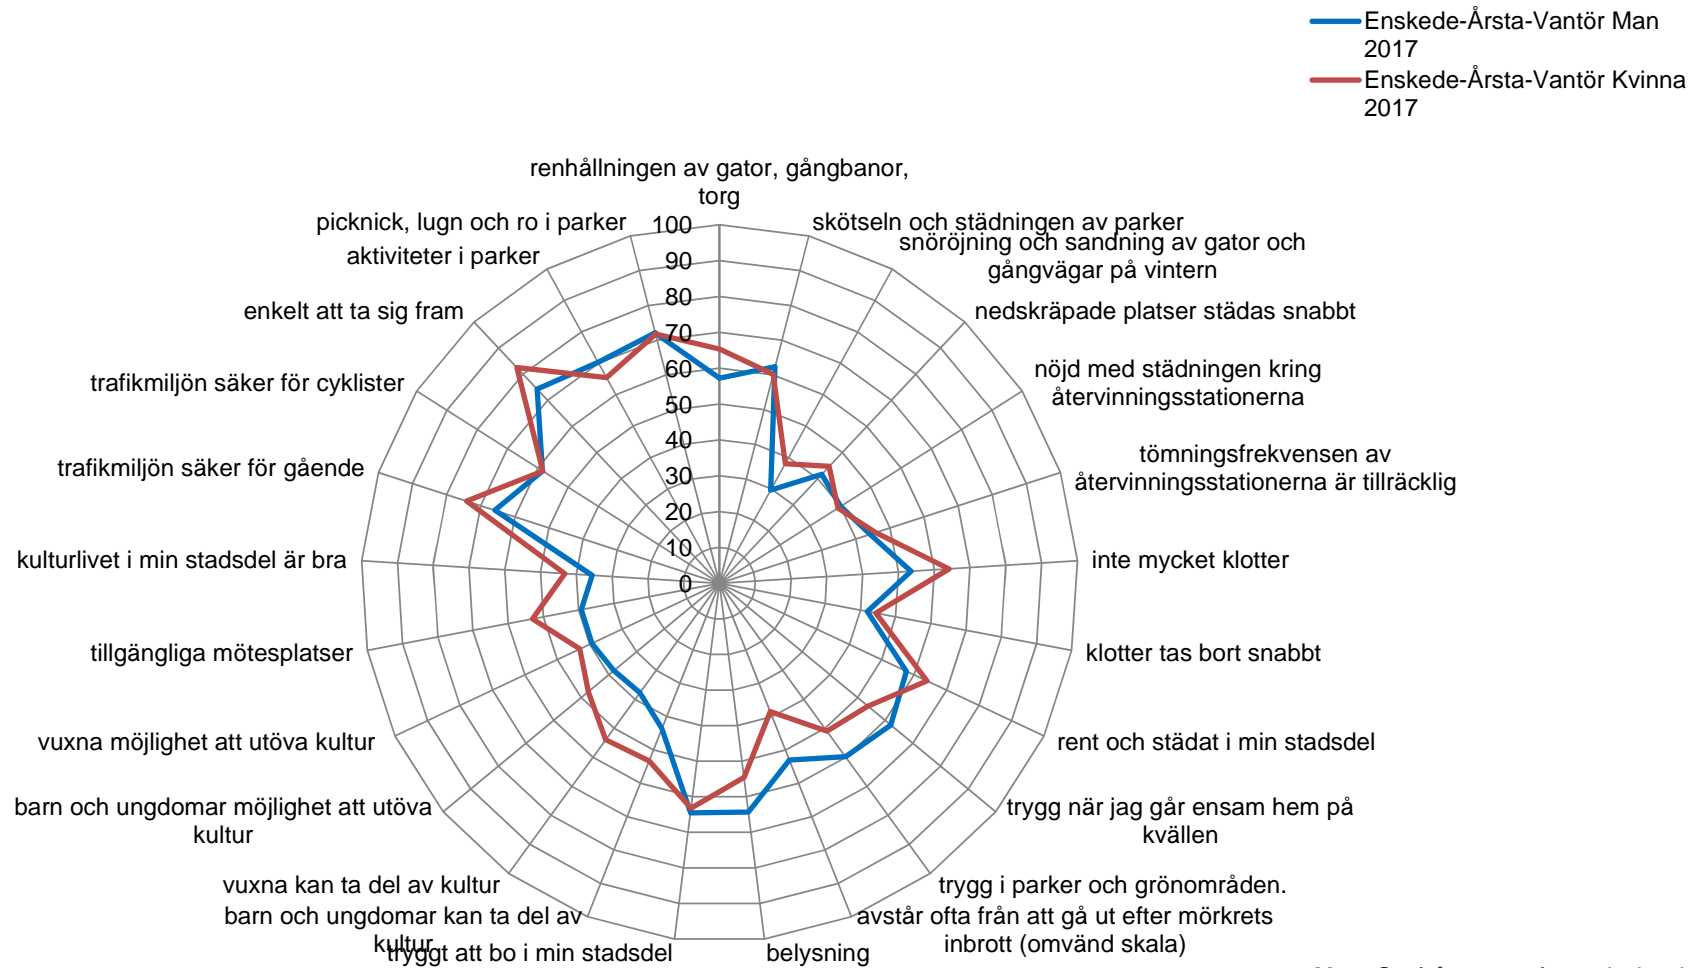 Enskede-Årsta-Vantör Man
2017
Enskede-Årsta-Vantör Kvinna
2017
renhållningen av gator, gångbanor,
torg
skötseln och städningen av parker
snöröjning och sandning av gator och
gångvägar på vintern
nedskräpade platser städas snabbt
nöjd med städningen kring
återvinningsstationerna
tömningsfrekvensen av
återvinningsstationerna är tillräcklig
inte mycket klotter
klotter tas bort snabbt
rent och städat i min stadsdel
trygg när jag går ensam hem på
kvällen
trygg i parker och grönområden.
avstår ofta från att gå ut efter mörkrets
inbrott (omvänd skala)
belysning
tryggt att bo i min stadsdel
barn och ungdomar kan ta del av
kultur
vuxna kan ta del av kultur
barn och ungdomar möjlighet att utöva
kultur
vuxna möjlighet att utöva kultur
tillgängliga mötesplatser
kulturlivet i min stadsdel är bra
trafikmiljön säker för gående
trafikmiljön säker för cyklister
enkelt att ta sig fram
aktiviteter i parker
picknick, lugn och ro i parker
100
90
80
70
60
50
40
30
20
10
0